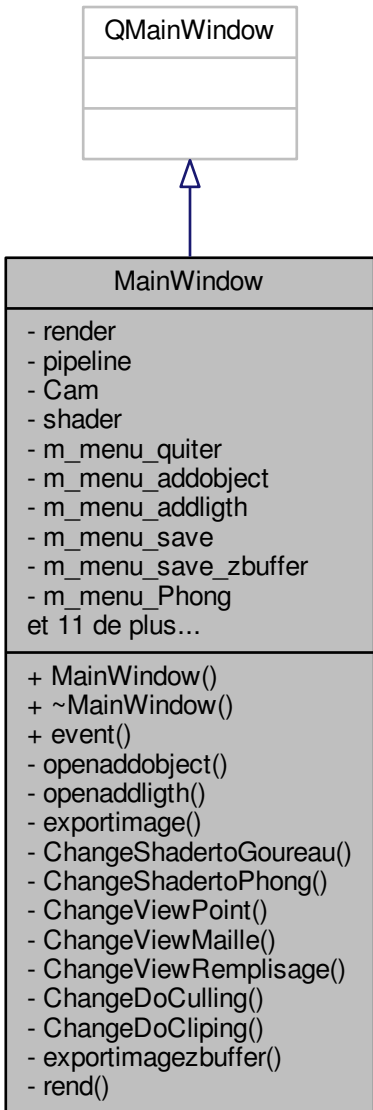 QMainWindow
MainWindow
- render
- pipeline
- Cam
- shader
- m_menu_quiter
- m_menu_addobject
- m_menu_addligth
- m_menu_save
- m_menu_save_zbuffer
- m_menu_Phong
et 11 de plus...
+ MainWindow()
+ ~MainWindow()
+ event()
- openaddobject()
- openaddligth()
- exportimage()
- ChangeShadertoGoureau()
- ChangeShadertoPhong()
- ChangeViewPoint()
- ChangeViewMaille()
- ChangeViewRemplisage()
- ChangeDoCulling()
- ChangeDoCliping()
- exportimagezbuffer()
- rend()